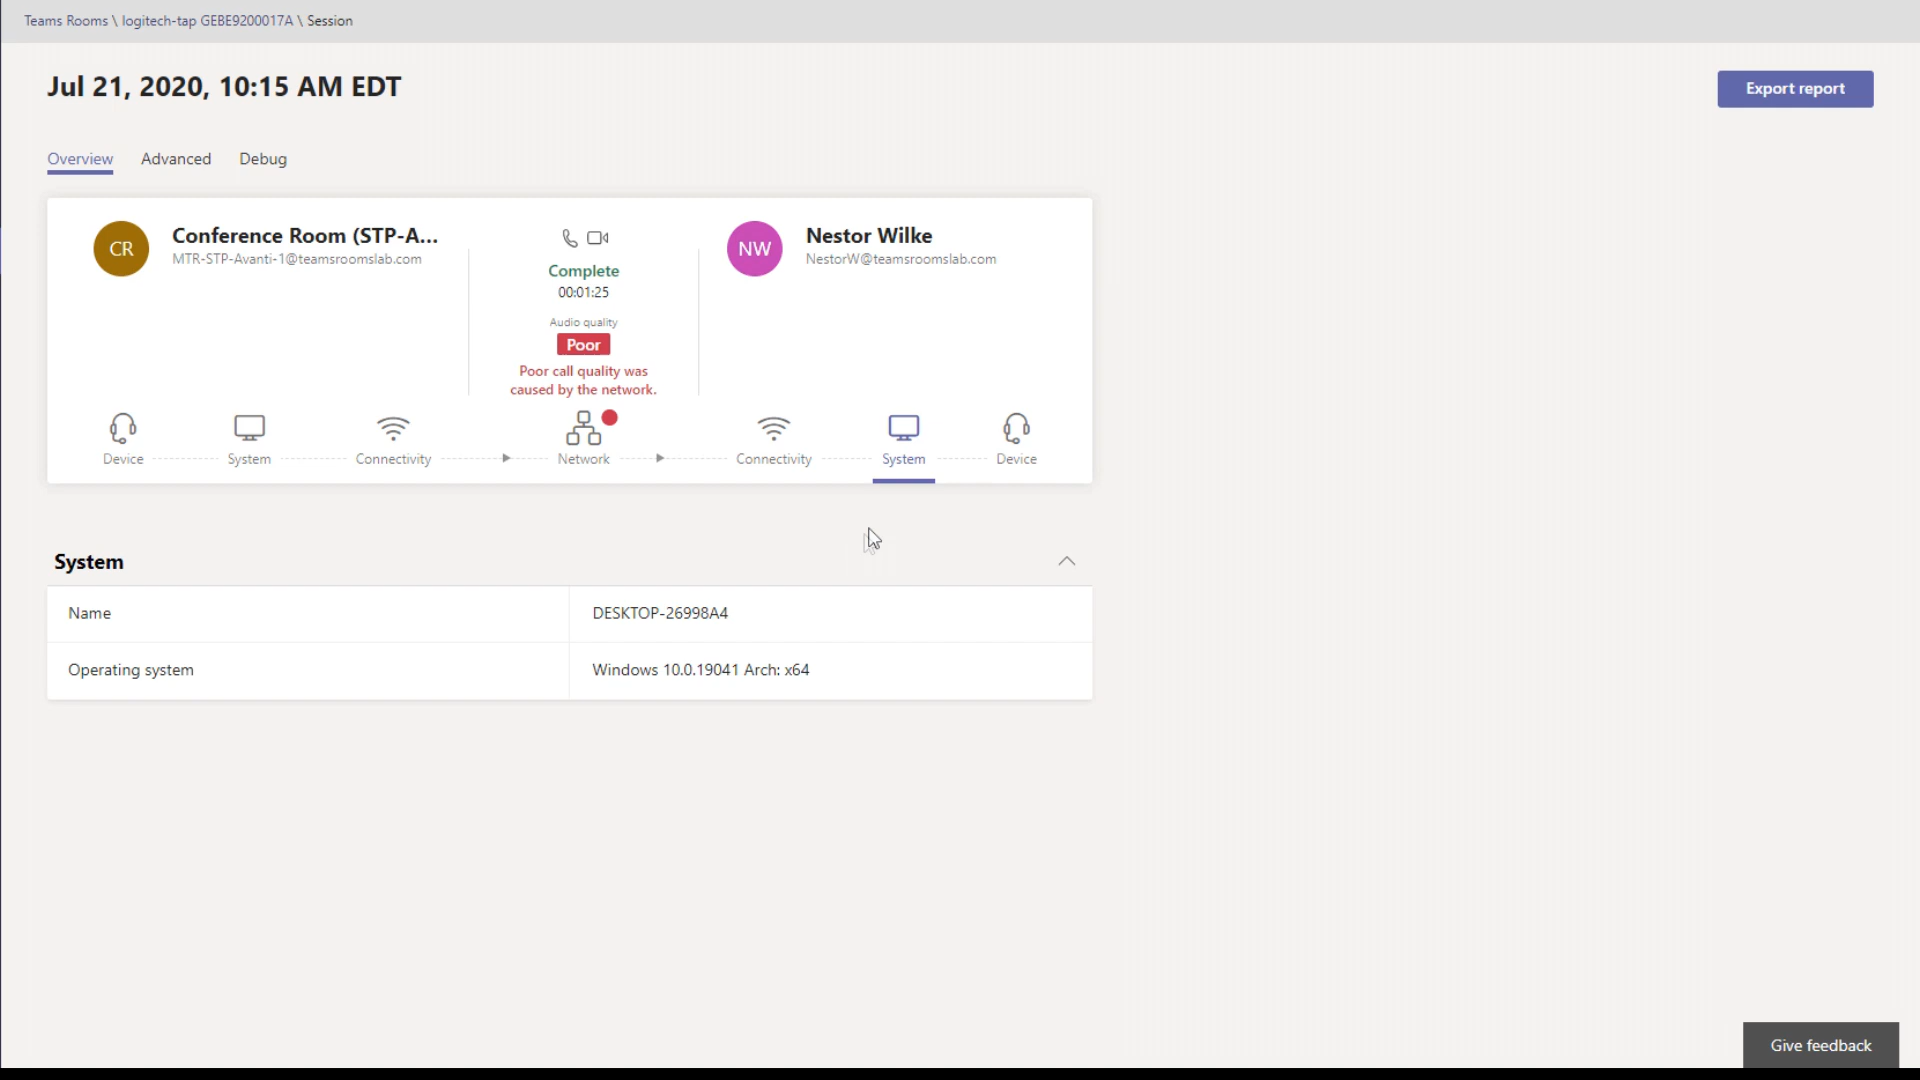 Teams Rooms \ logitech-tap GEBE9200017A \ Session
Jul 21, 2020, 10:15 AM EDT
Export report
Overview Advanced Debug
CR
Conference Room (STP-A...
MTR-STP-Avanti-1@teamsroomslab.com
Complete
00:01:25
Audio quality
Poor
Poor call quality was
caused by the network.
NW
Nestor Wilke
NestorW@teamsroomslab.com
Device System Connectivity Network Connectivity System Device
System
Name DESKTOP-26998A4
Operating system Windows 10.0.19041 Arch: x64
Give feedback